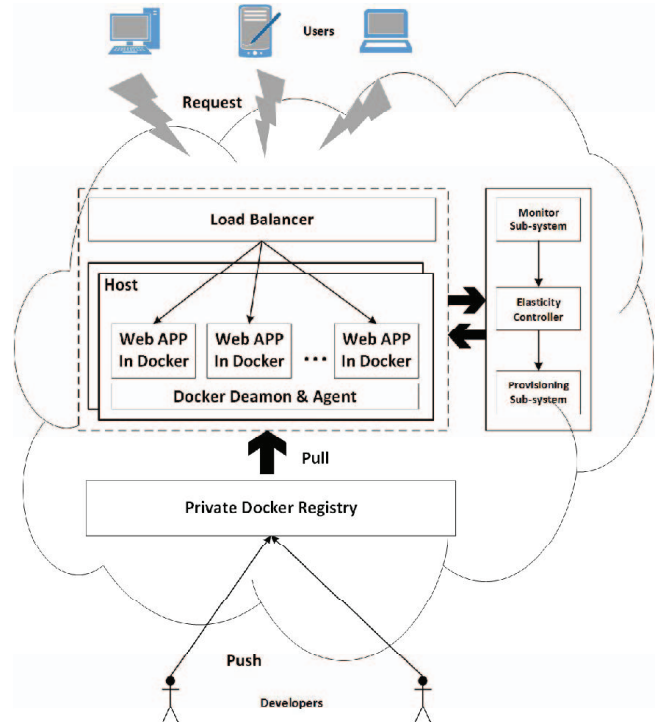 Users
Request
Load Balancer
Monitor
Sub-system
Host
Elasticity
Controller
Web APP
In Docker
Web APP
In Docker
...
Web APP
In Docker
Docker Deamon & Agent
Provisioning
Sub-system
Pull
Private Docker Registry
Push
Developers